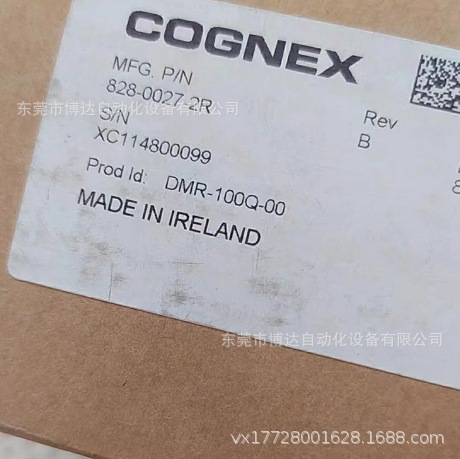 COGNEX
MFG. P/N
828-0027-2R
Rev
S/N
B
XC114800099
Prod Id: DMR-100Q-00
MADE IN IRELAND
东莞市博达自动化设备有限公司
东莞市博达自动化设备有限公司
vx17728001628.1688.com